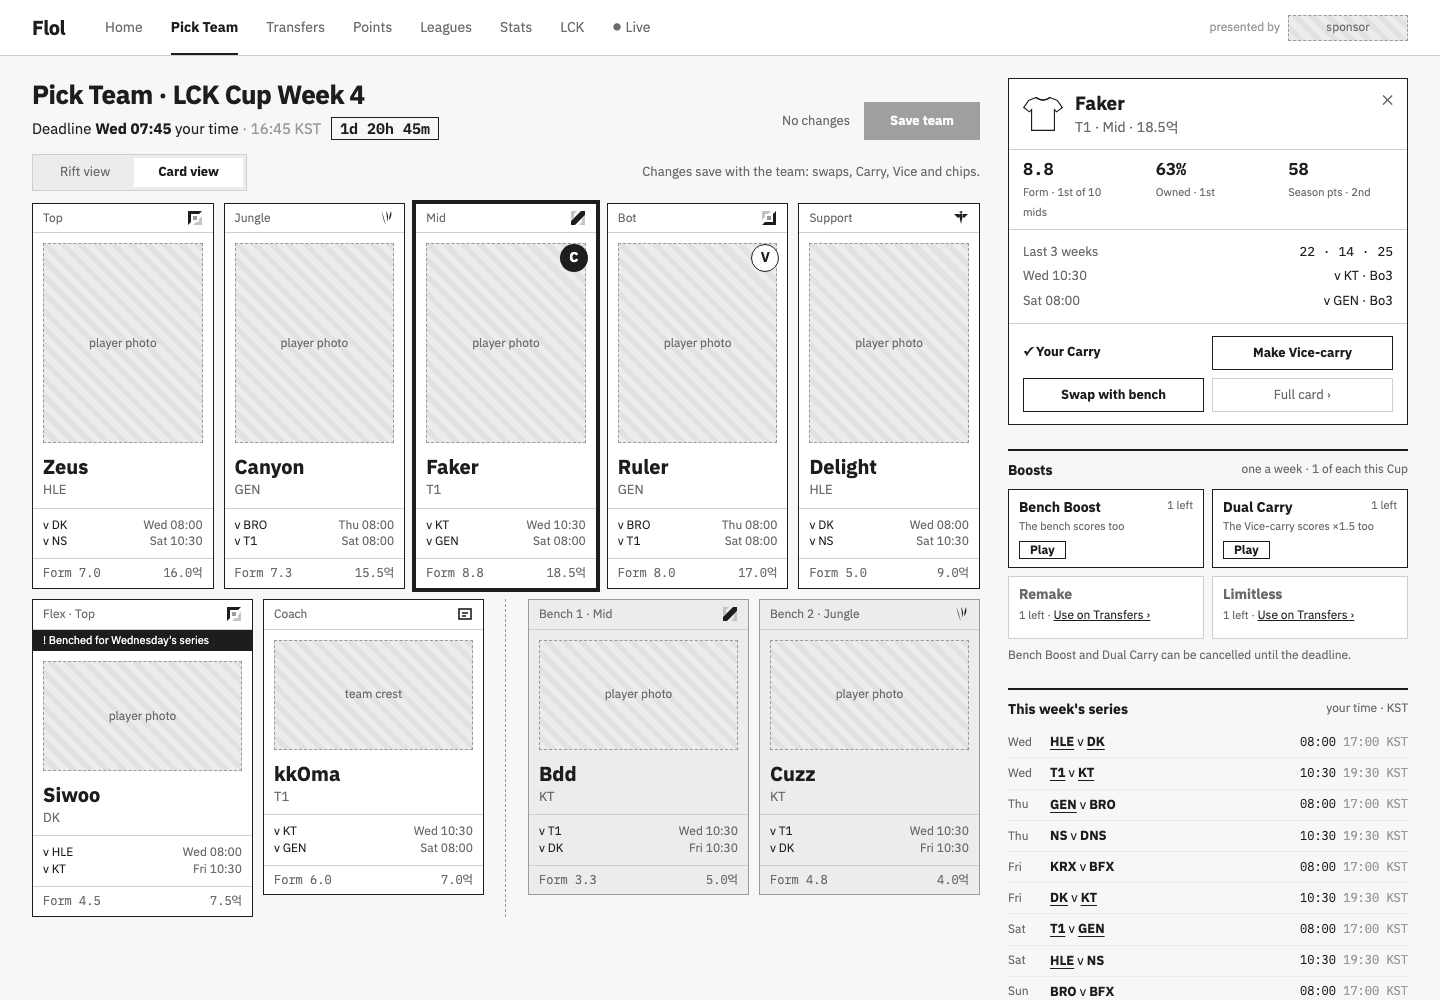 Flol
Home
Pick Team
Transfers
Points
Leagues
Stats
LCK
Live
presented by
sponsor
Pick Team · LCK Cup Week 4
Deadline Wed 07:45 your time · 16:45 KST 1d 20h 45m
No changes
Save team
Rift view
Card view
Changes save with the team: swaps, Carry, Vice and chips.
Top
player photo
Zeus
HLE
v DK Wed 08:00
v NS Sat 10:30
Form 7.0 16.0억
Jungle
player photo
Canyon
GEN
v BRO Thu 08:00
v T1 Sat 08:00
Form 7.3 15.5억
Mid
C
player photo
Faker
T1
v KT Wed 10:30
v GEN Sat 08:00
Form 8.8 18.5억
Bot
V
player photo
Ruler
GEN
v BRO Thu 08:00
v T1 Sat 08:00
Form 8.0 17.0억
Support
player photo
Delight
HLE
v DK Wed 08:00
v NS Sat 10:30
Form 5.0 9.0억
Flex · Top
! Benched for Wednesday's series
player photo
Siwoo
DK
v HLE Wed 08:00
v KT Fri 10:30
Form 4.5 7.5억
Coach
team crest
kkOma
T1
v KT Wed 10:30
v GEN Sat 08:00
Form 6.0 7.0억
Bench 1 · Mid
player photo
Bdd
KT
v T1 Wed 10:30
v DK Fri 10:30
Form 3.3 5.0억
Bench 2 · Jungle
player photo
Cuzz
KT
v T1 Wed 10:30
v DK Fri 10:30
Form 4.8 4.0억
Faker
T1 · Mid · 18.5억
8.8
Form · 1st of 10
mids
63%
Owned · 1st
58
Season pts · 2nd
Last 3 weeks 22 · 14 · 25
Wed 10:30 v KT · Bo3
Sat 08:00 v GEN · Bo3
✓ Your Carry
Make Vice-carry
Swap with bench
Full card ›
Boosts
one a week · 1 of each this Cup
Bench Boost 1 left
The bench scores too
Play
Dual Carry 1 left
The Vice-carry scores ×1.5 too
Play
Remake
1 left · Use on Transfers ›
Limitless
1 left · Use on Transfers ›
Bench Boost and Dual Carry can be cancelled until the deadline.
This week's series
your time · KST
Wed HLE v DK 08:00 17:00 KST
Wed T1 v KT 10:30 19:30 KST
Thu GEN v BRO 08:00 17:00 KST
Thu NS v DNS 10:30 19:30 KST
Fri KRX v BFX 08:00 17:00 KST
Fri DK v KT 10:30 19:30 KST
Sat T1 v GEN 08:00 17:00 KST
Sat HLE v NS 10:30 19:30 KST
Sun BRO v BFX 08:00 17:00 KST